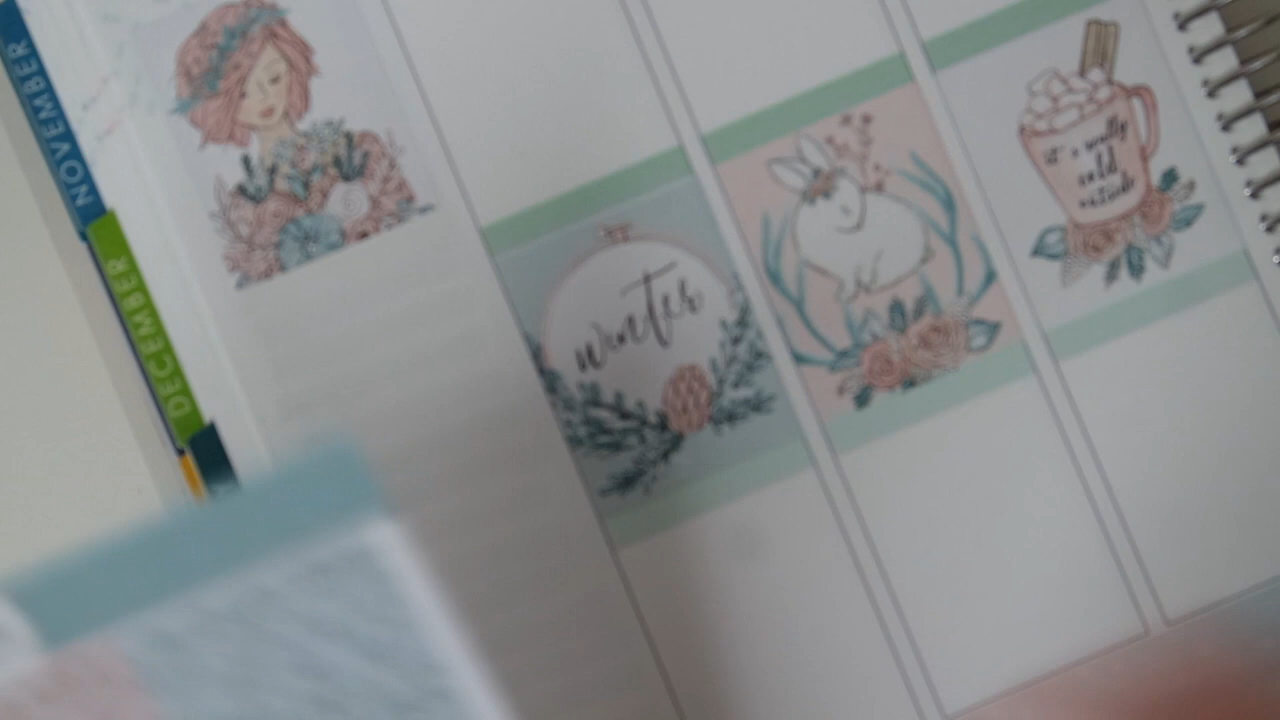 NOVEMBER
DECEMBER
winter
it's really
cold
outside